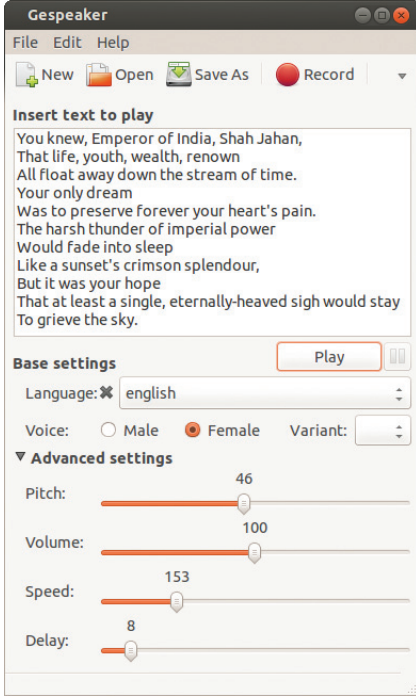 Gespeaker
File Edit Help
New Open Save As Record
Insert text to play
You knew, Emperor of India, Shah Jahan,
That life, youth, wealth, renown
All float away down the stream of time.
Your only dream
Was to preserve forever your heart's pain.
The harsh thunder of imperial power
Would fade into sleep
Like a sunset's crimson splendour,
But it was your hope
That at least a single, eternally-heaved sigh would stay
To grieve the sky.
Play
Base settings
Language: english
Voice: Male Female Variant:
Advanced settings
46
Pitch:
100
Volume:
153
Speed:
8
Delay: